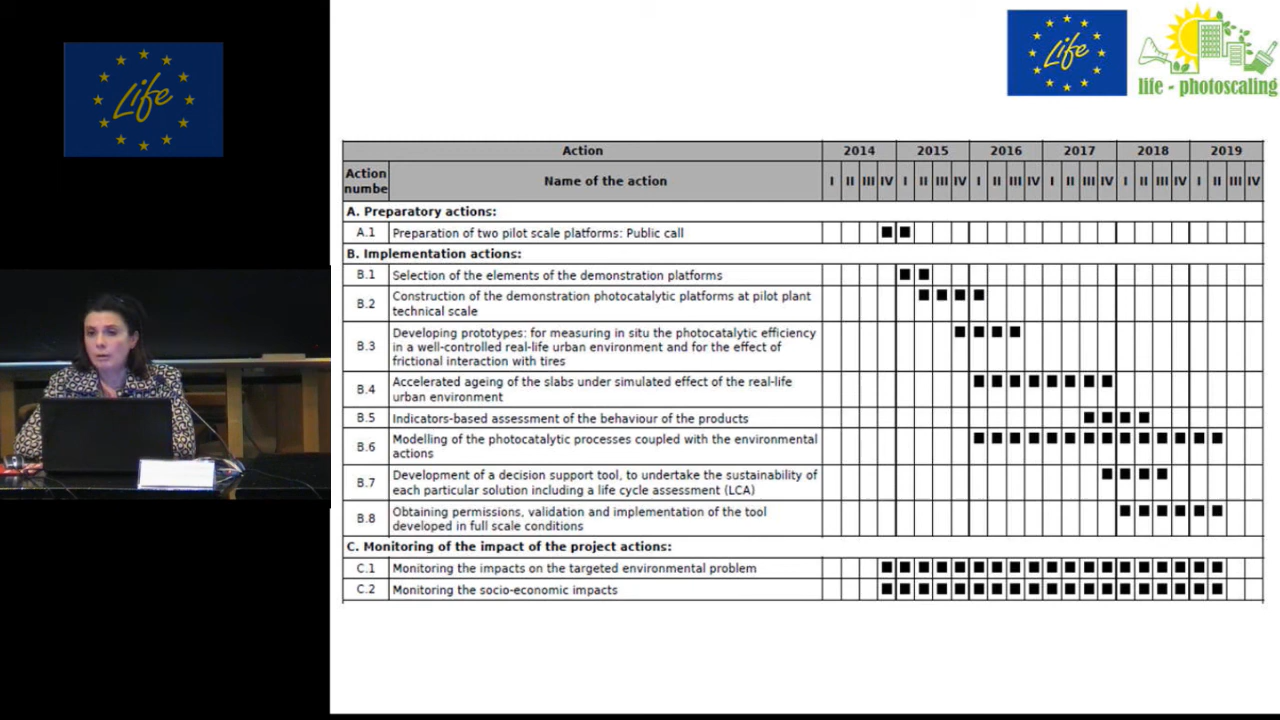 Life
Life
life - photoscaling
Action
2014
2015
2016
2017
2018
2019
Action
numbe
Name of the action
I II III IV I II III IV I II III IV I II III IV I II III IV I II III IV
A. Preparatory actions:
A.1 Preparation of two pilot scale platforms: Public call
B. Implementation actions:
B.1 Selection of the elements of the demonstration platforms
B.2 Construction of the demonstration photocatalytic platforms at pilot plant
technical scale
B.3 Developing prototypes: for measuring in situ the photocatalytic efficiency
in a well-controlled real-life urban environment and for the effect of
frictional interaction with tires
B.4 Accelerated ageing of the slabs under simulated effect of the real-life
urban environment
B.5 Indicators-based assessment of the behaviour of the products
B.6 Modelling of the photocatalytic processes coupled with the environmental
actions
B.7 Development of a decision support tool, to undertake the sustainability of
each particular solution including a life cycle assessment (LCA)
B.8 Obtaining permissions, validation and implementation of the tool
developed in full scale conditions
C. Monitoring of the impact of the project actions:
C.1 Monitoring the impacts on the targeted environmental problem
C.2 Monitoring the socio-economic impacts